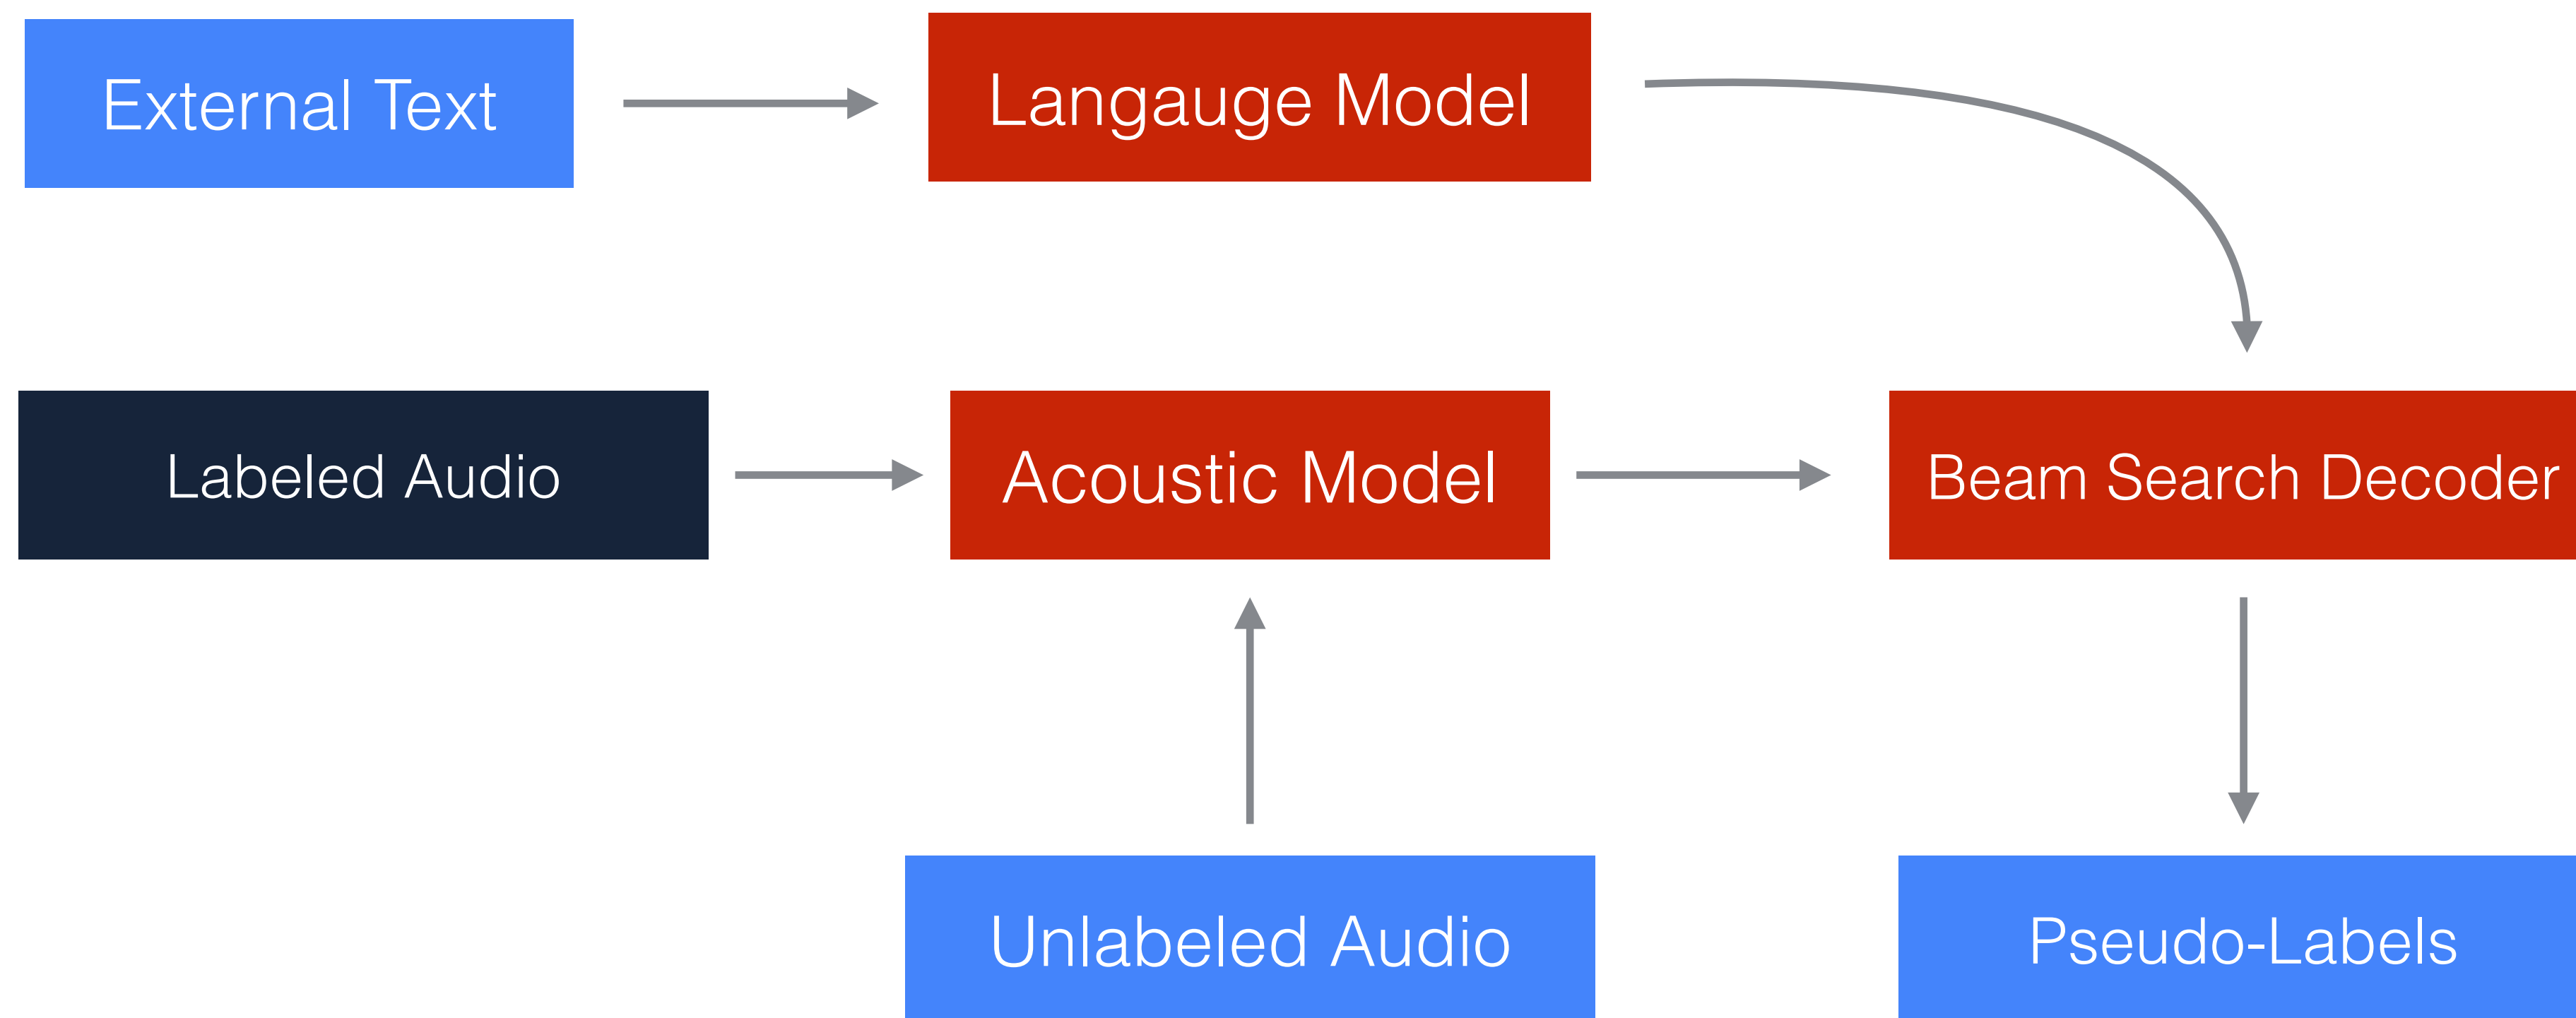 External Text
Langauge Model
Labeled Audio
Acoustic Model
Beam Search Decoder
Unlabeled Audio
Pseudo-Labels